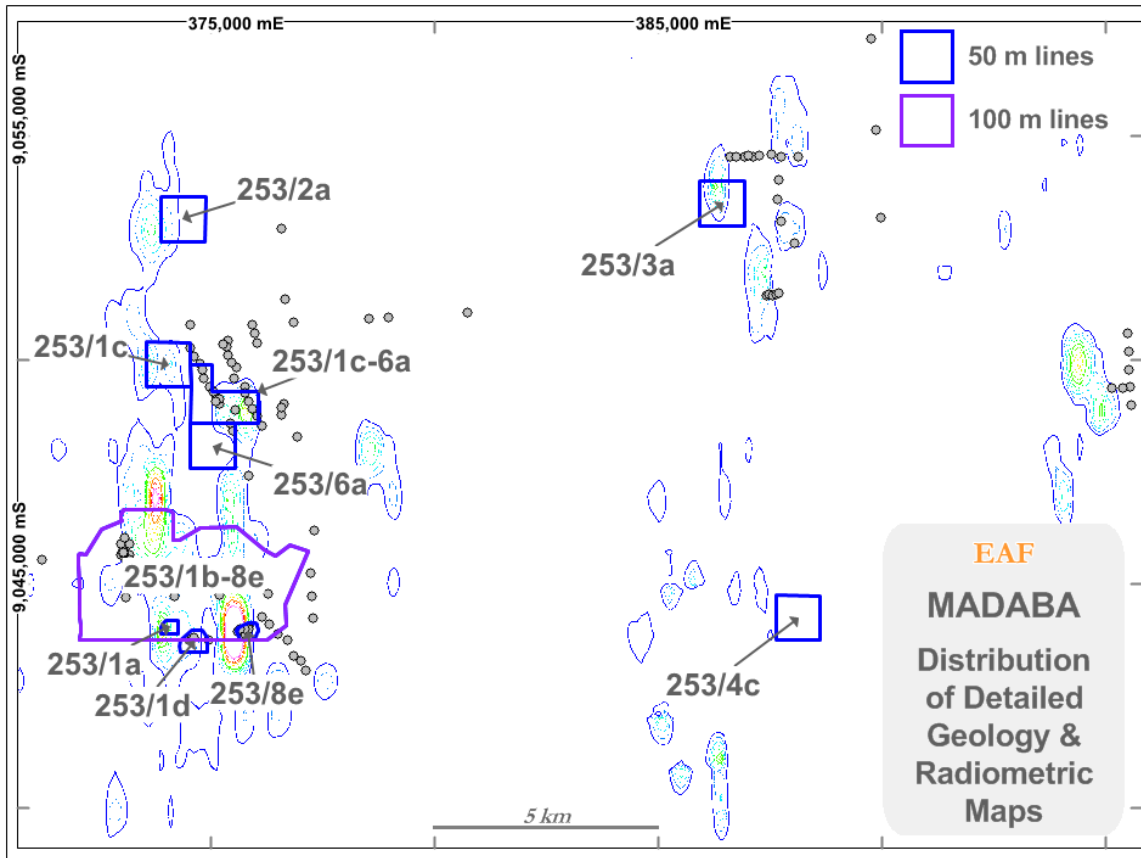 375,000 mE
385,000 mE
9,055,000 mS
9,045,000 mS
50 m lines
100 m lines
253/2a
253/3a
253/1c
253/1c-6a
253/6a
253/1b-8e
253/1a
253/1d
253/8e
253/4c
5 km
EAF
MADABA
Distribution
of Detailed
Geology &
Radiometric
Maps